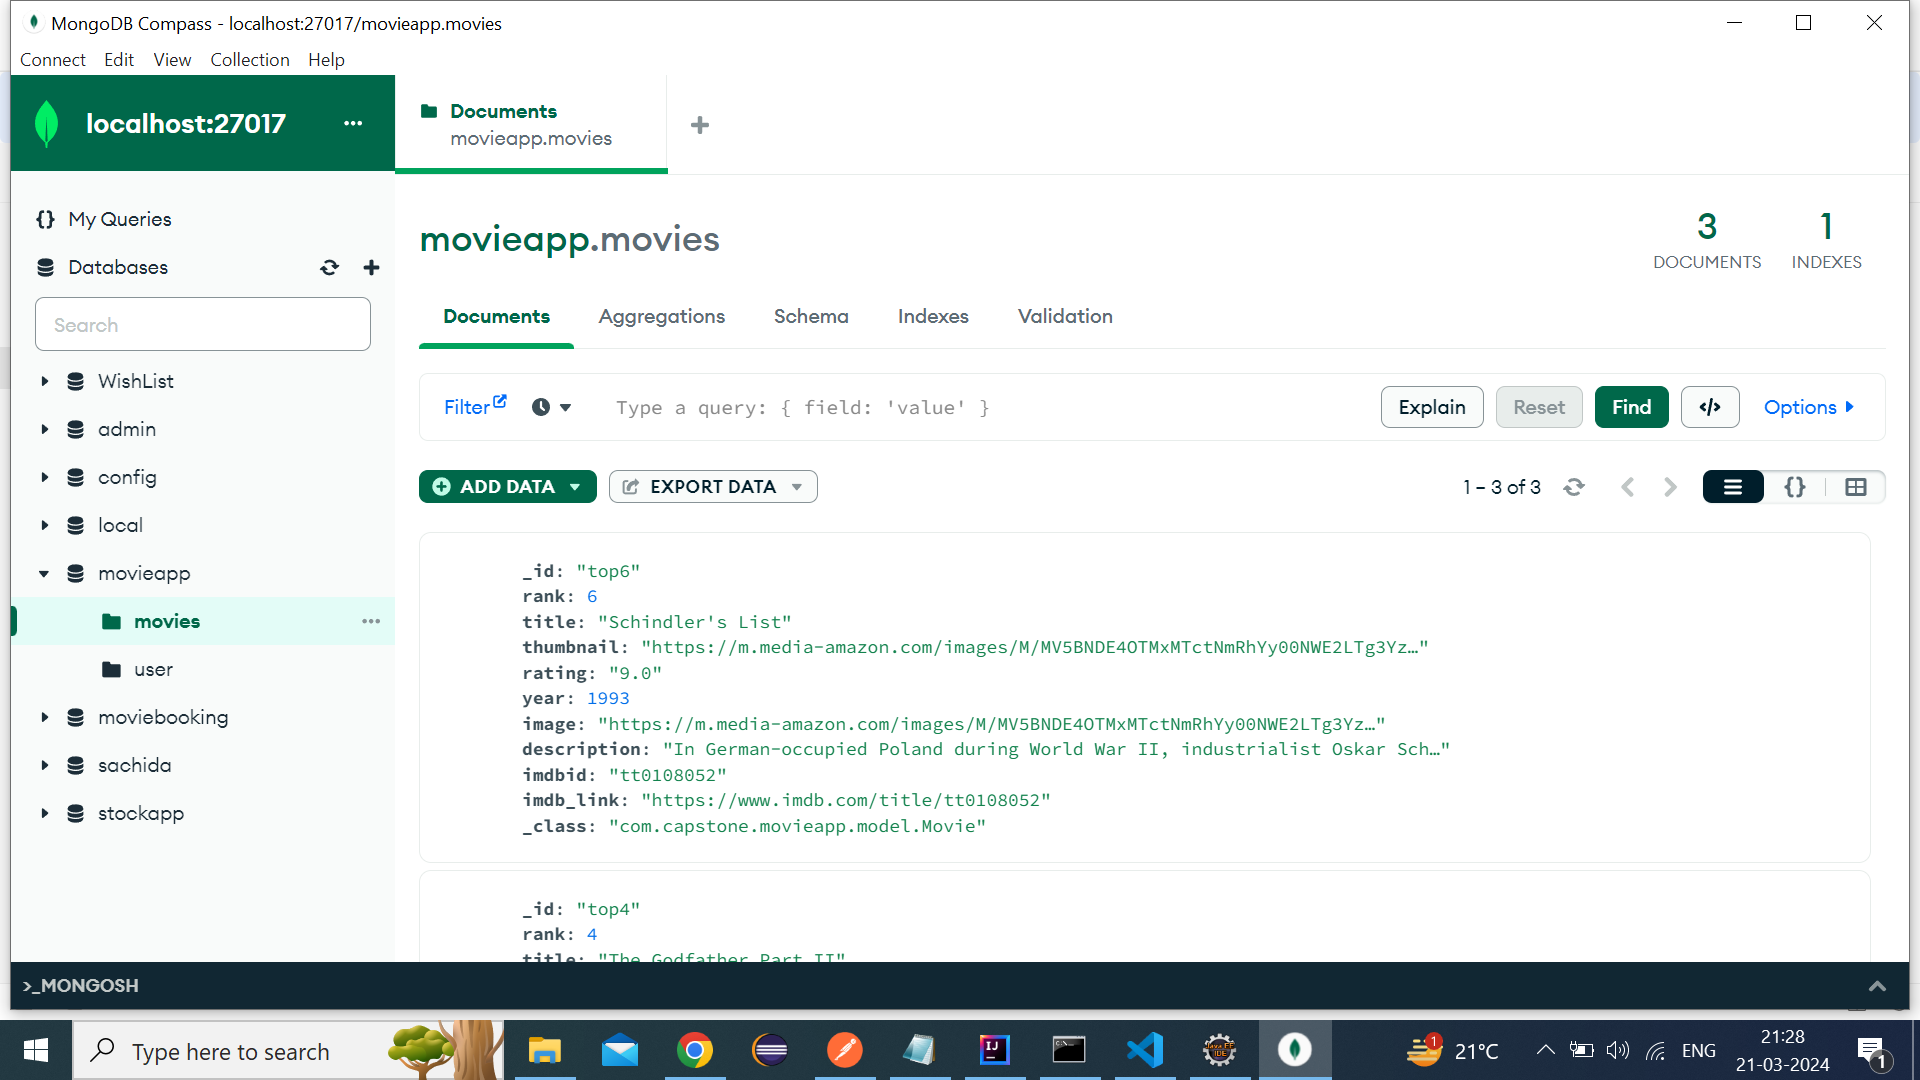 MongoDB Compass - localhost:27017/movieapp.movies
Connect Edit View Collection Help
localhost:27017
Documents
movieapp.movies
My Queries
Databases
Search
WishList
admin
config
local
movieapp
movies
user
moviebooking
sachida
stockapp
movieapp.movies
3
DOCUMENTS
1
INDEXES
Documents Aggregations Schema Indexes Validation
Filter Type a query: { field: 'value' } Explain Reset Find </> Options
ADD DATA EXPORT DATA 1 – 3 of 3 {}
_id: "top6"
rank: 6
title: "Schindler's List"
thumbnail: "https://m.media-amazon.com/images/M/MV5BNDE4OTMxMTctNmRhYy00NWE2LTg3Yz…"
rating: "9.0"
year: 1993
image: "https://m.media-amazon.com/images/M/MV5BNDE4OTMxMTctNmRhYy00NWE2LTg3Yz…"
description: "In German-occupied Poland during World War II, industrialist Oskar Sch…"
imdbid: "tt0108052"
imdb_link: "https://www.imdb.com/title/tt0108052"
_class: "com.capstone.movieapp.model.Movie"
_id: "top4"
rank: 4
title: "The Godfather Part II"
>_MONGOSH
Type here to search
1
21°C
ENG
21:28
21-03-2024
1